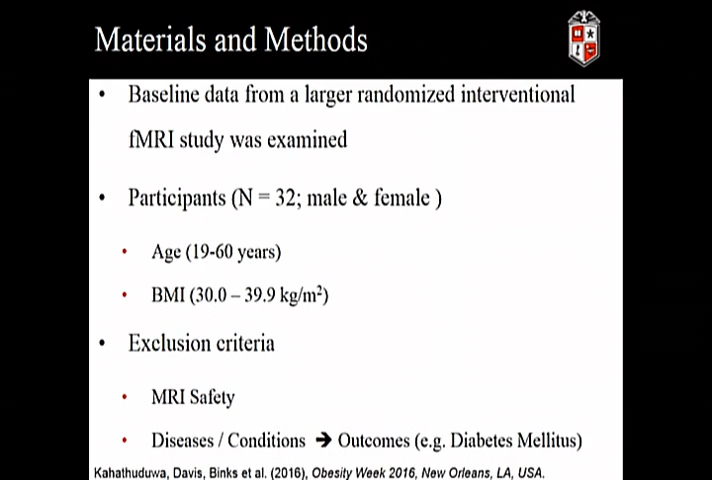 Materials and Methods
• Baseline data from a larger randomized interventional
fMRI study was examined
• Participants (N = 32; male & female )
• Age (19-60 years)
• BMI (30.0 – 39.9 kg/m²)
• Exclusion criteria
• MRI Safety
• Diseases / Conditions ➔ Outcomes (e.g. Diabetes Mellitus)
Kahathuduwa, Davis, Binks et al. (2016), Obesity Week 2016, New Orleans, LA, USA.